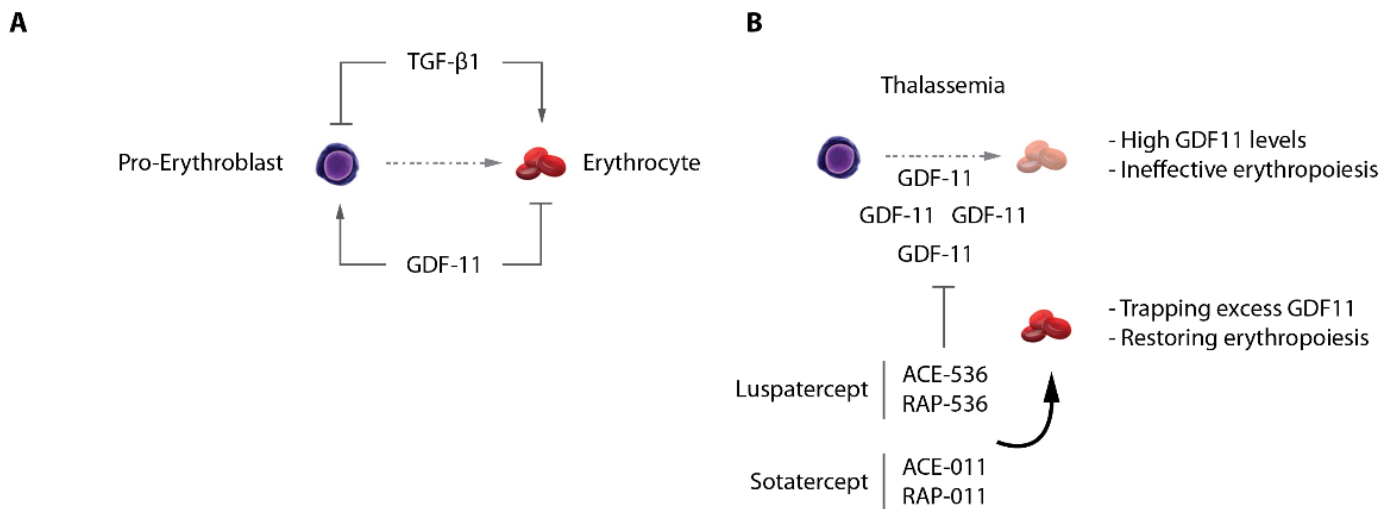 A
TGF-β1
Pro-Erythroblast
Erythrocyte
GDF-11
B
Thalassemia
- High GDF11 levels
- Ineffective erythropoiesis
GDF-11
GDF-11 GDF-11
GDF-11
- Trapping excess GDF11
- Restoring erythropoiesis
Luspatercept
ACE-536
RAP-536
Sotatercept
ACE-011
RAP-011